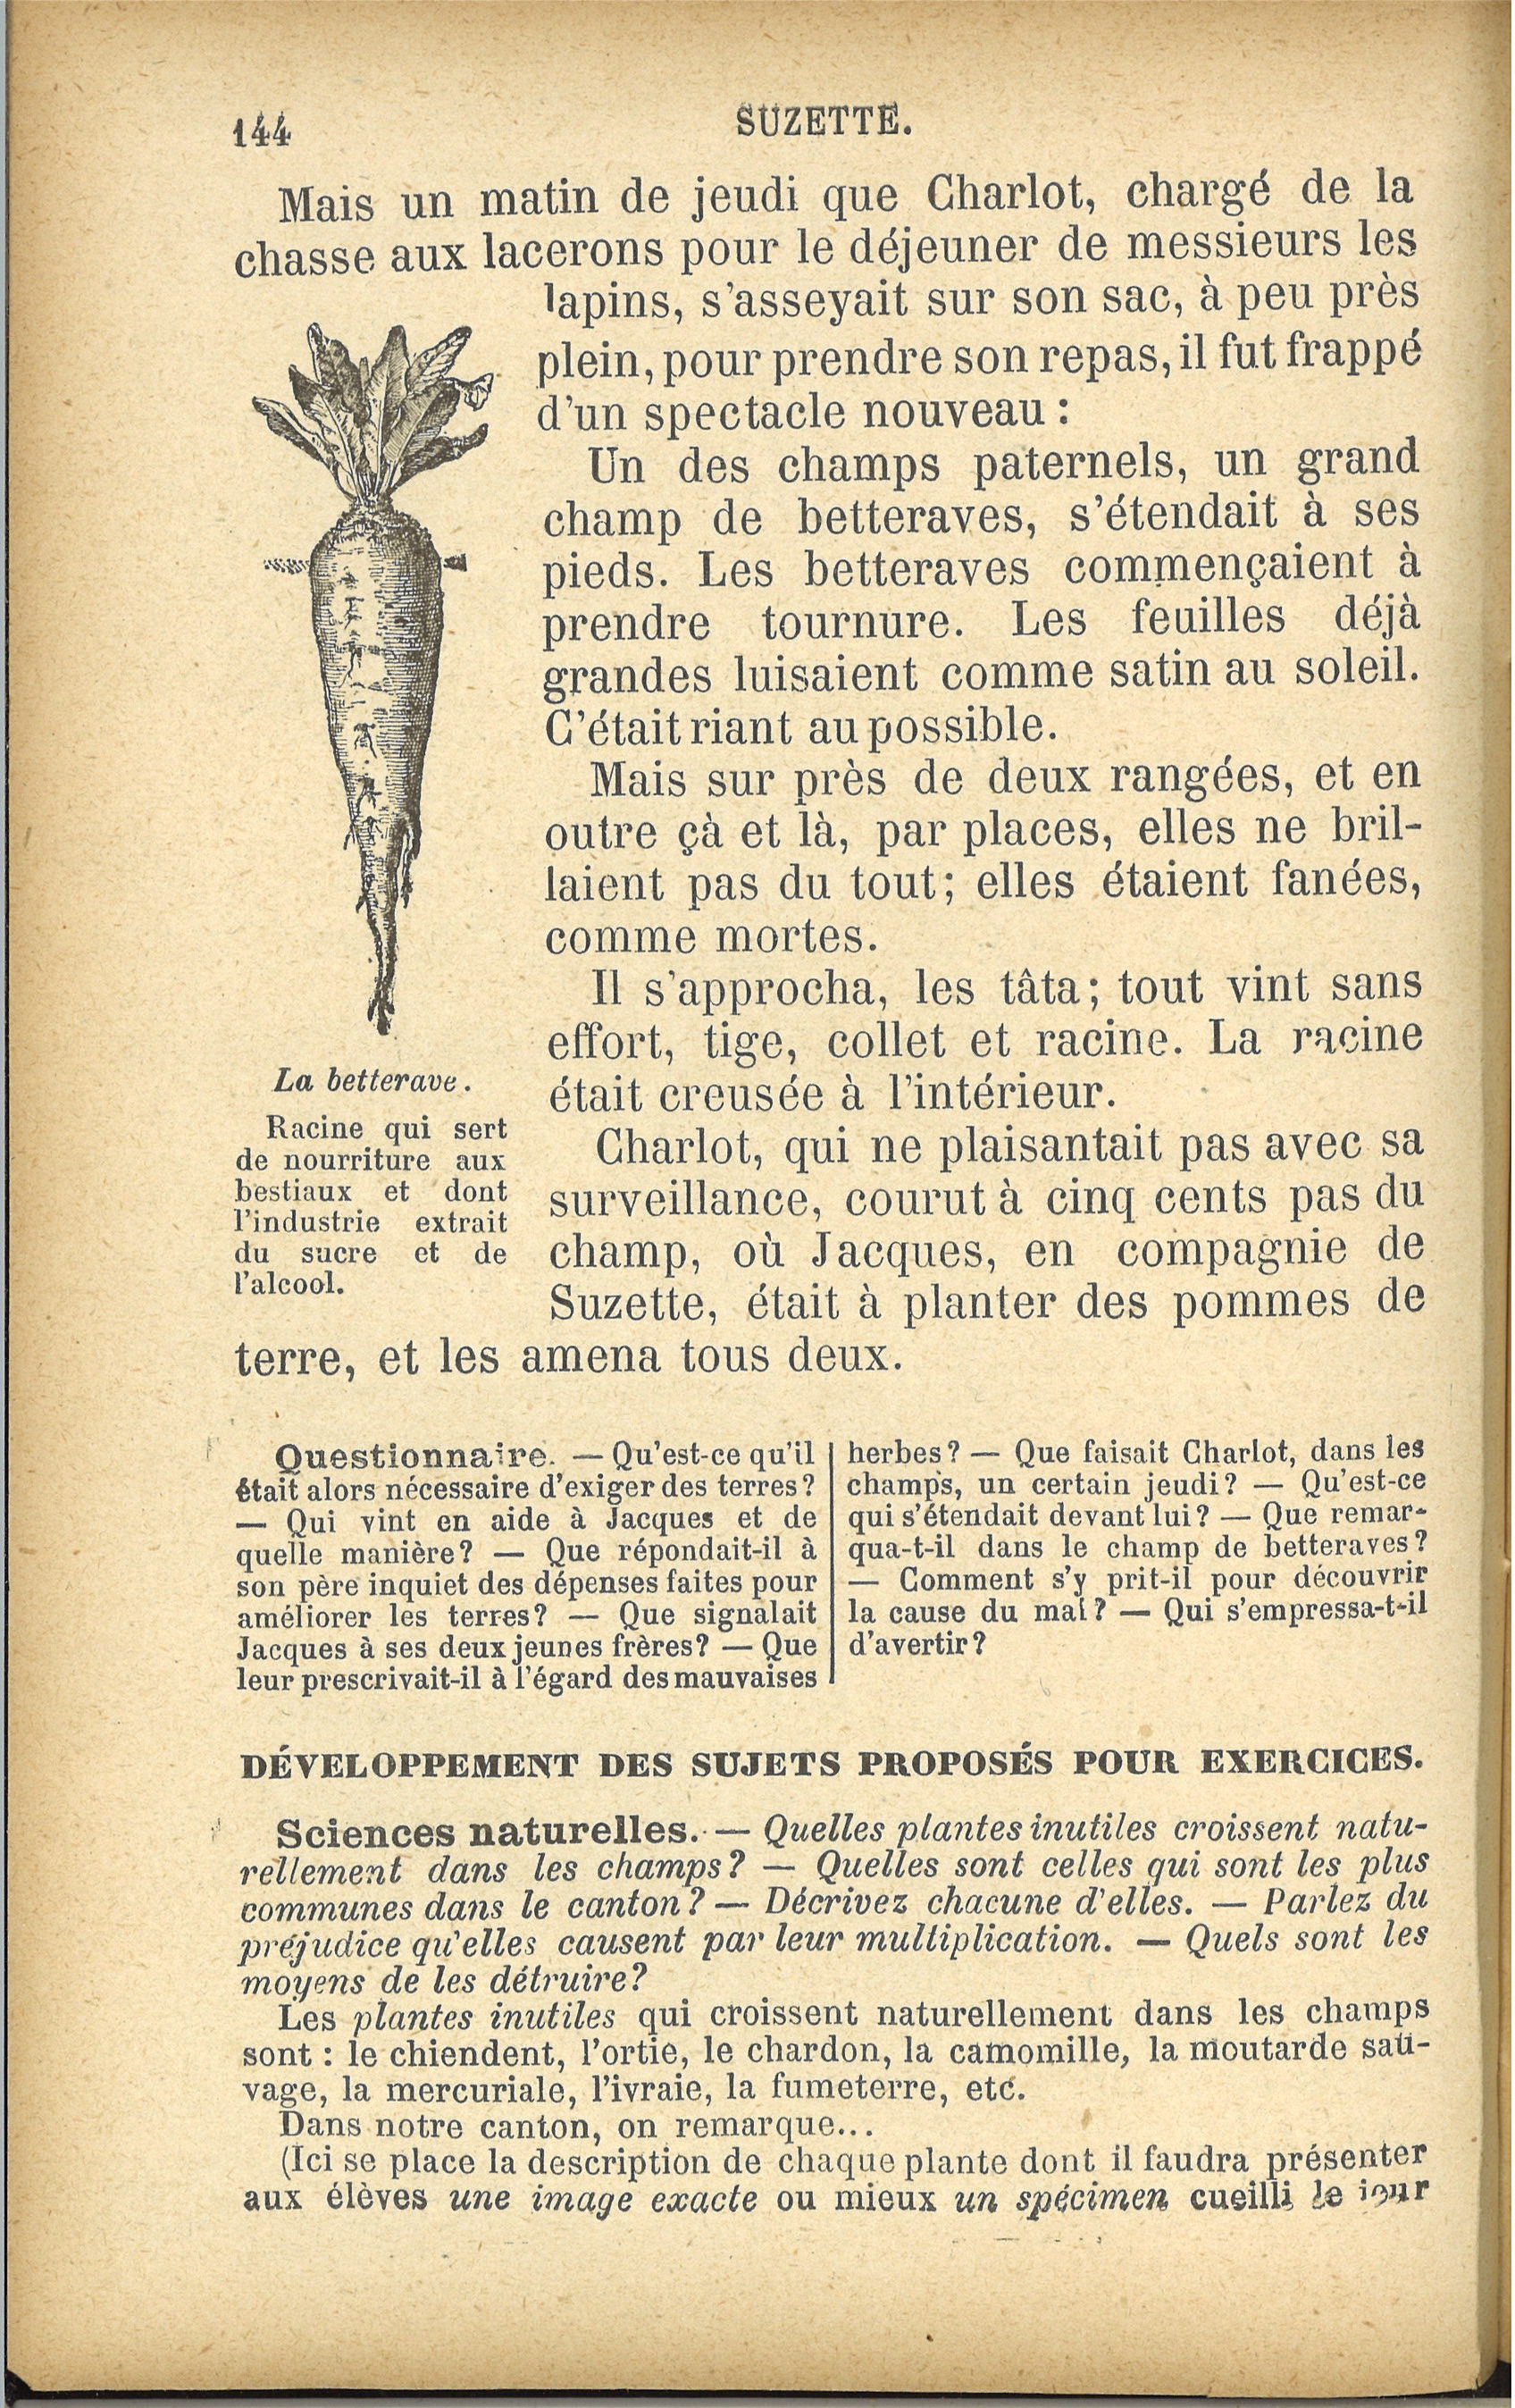 144
SUZETTE.
Mais un matin de jeudi que Charlot, chargé de la
chasse aux lacerons pour le déjeuner de messieurs les
lapins, s'asseyait sur son sac, à peu près
plein, pour prendre son repas, il fut frappé
d'un spectacle nouveau :
Un des champs paternels, un grand
champ de betteraves, s'étendait à ses
pieds. Les betteraves commençaient à
prendre tournure. Les feuilles déjà
grandes luisaient comme satin au soleil.
C'était riant au possible.
Mais sur près de deux rangées, et en
outre çà et là, par places, elles ne bril-
laient pas du tout; elles étaient fanées,
comme mortes.
Il s'approcha, les tâta; tout vint sans
effort, tige, collet et racine. La racine
était creusée à l'intérieur.
Charlot, qui ne plaisantait pas avec sa
surveillance, courut à cinq cents pas du
champ, où Jacques, en compagnie de
Suzette, était à planter des pommes de
terre, et les amena tous deux.
La betterave.
Racine qui sert
de nourriture aux
bestiaux et dont
l'industrie extrait
du sucre et de
l'alcool.
Questionnaire. — Qu'est-ce qu'il
était alors nécessaire d'exiger des terres?
— Qui vint en aide à Jacques et de
quelle manière? — Que répondait-il à
son père inquiet des dépenses faites pour
améliorer les terres? — Que signalait
Jacques à ses deux jeunes frères? — Que
leur prescrivait-il à l'égard des mauvaises
herbes? — Que faisait Charlot, dans les
champs, un certain jeudi? — Qu'est-ce
qui s'étendait devant lui? — Que remar-
qua-t-il dans le champ de betteraves?
— Comment s'y prit-il pour découvrir
la cause du mal? — Qui s'empressa-t-il
d'avertir?
DÉVELOPPEMENT DES SUJETS PROPOSÉS POUR EXERCICES.
Sciences naturelles. — Quelles plantes inutiles croissent natu-
rellement dans les champs? — Quelles sont celles qui sont les plus
communes dans le canton? — Décrivez chacune d'elles. — Parlez du
préjudice qu'elles causent par leur multiplication. — Quels sont les
moyens de les détruire?
Les plantes inutiles qui croissent naturellement dans les champs
sont : le chiendent, l'ortie, le chardon, la camomille, la moutarde sau-
vage, la mercuriale, l'ivraie, la fumeterre, etc.
Dans notre canton, on remarque...
(Ici se place la description de chaque plante dont il faudra présenter
aux élèves une image exacte ou mieux un spécimen cueilli le jour